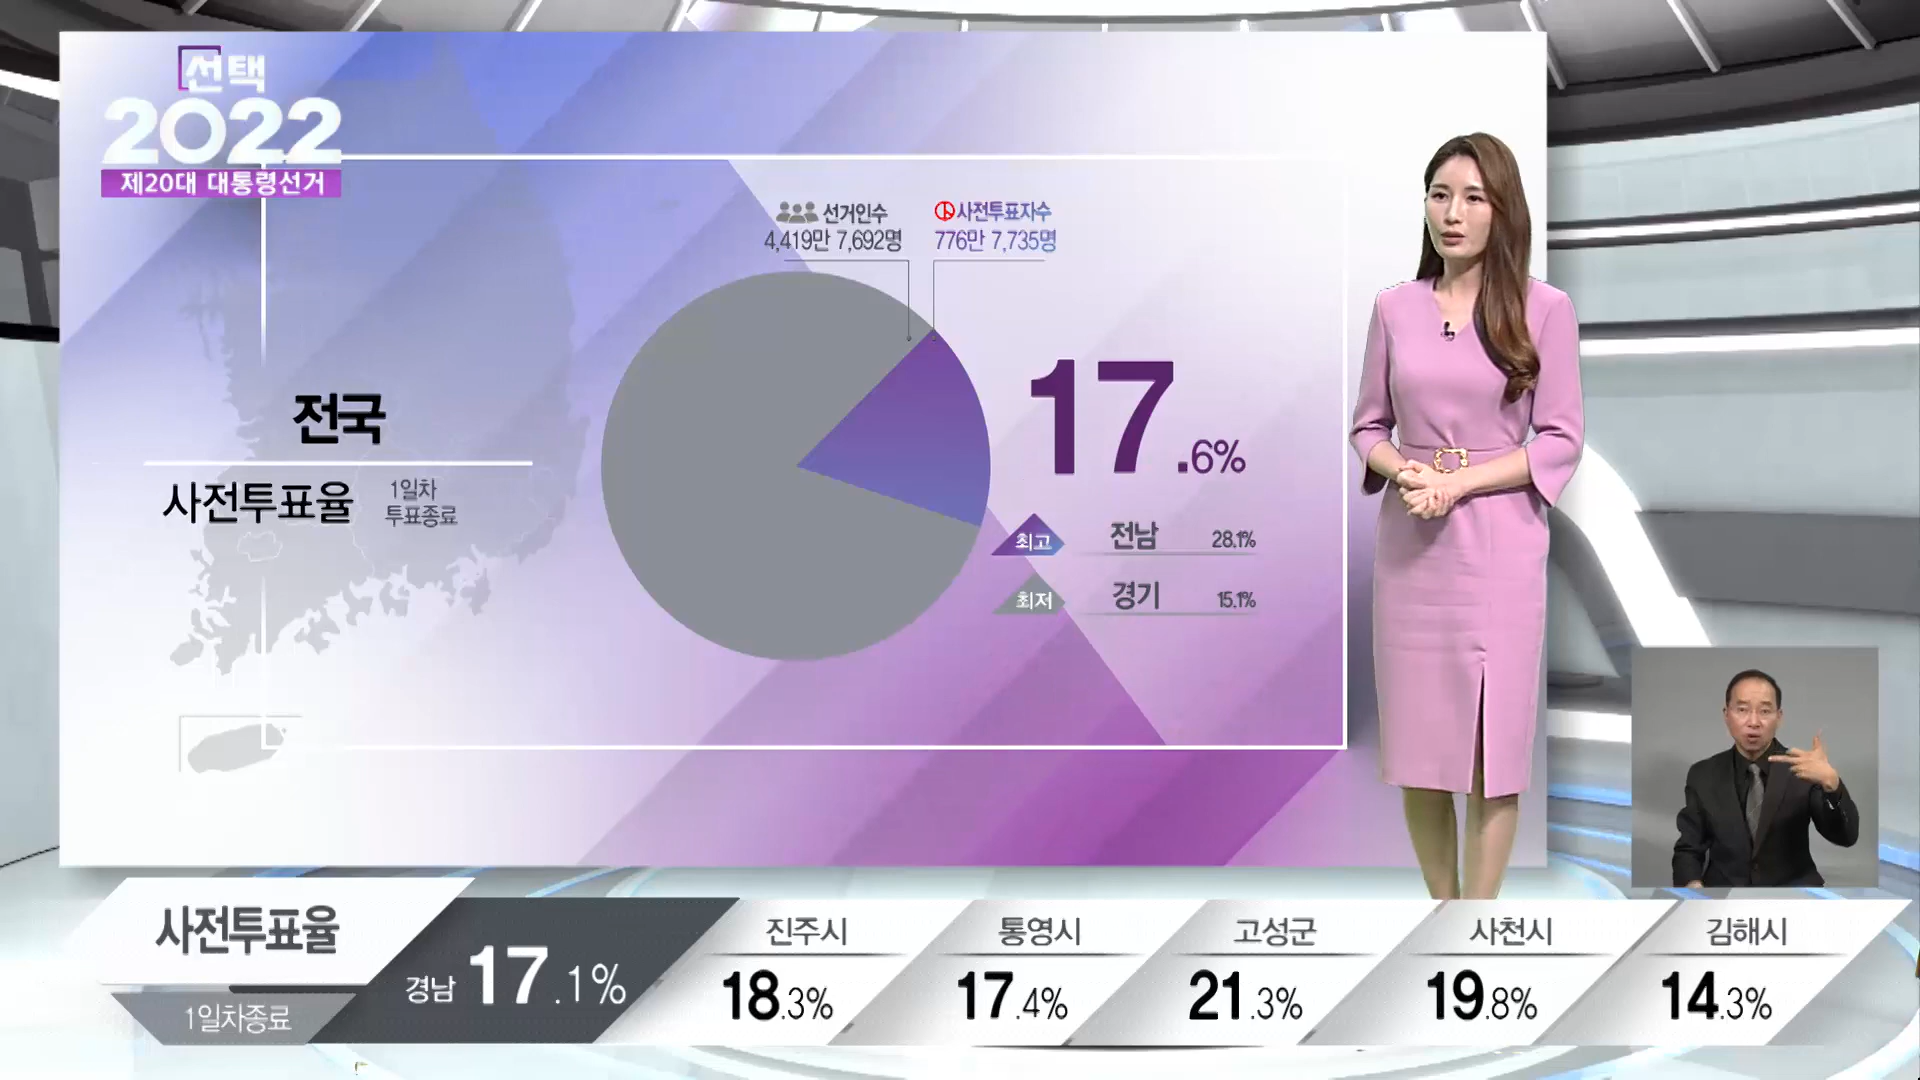 선택
2022
제20대 대통령선거
전국
사전투표율
1일차
투표종료
선거인수
4,419만 7,692명
사전투표자수
776만 7,735명
17.6%
최고 전남 28.1%
최저 경기 15.1%
사전투표율
1일차종료
경남 17.1%
진주시
18.3%
통영시
17.4%
고성군
21.3%
사천시
19.8%
김해시
14.3%